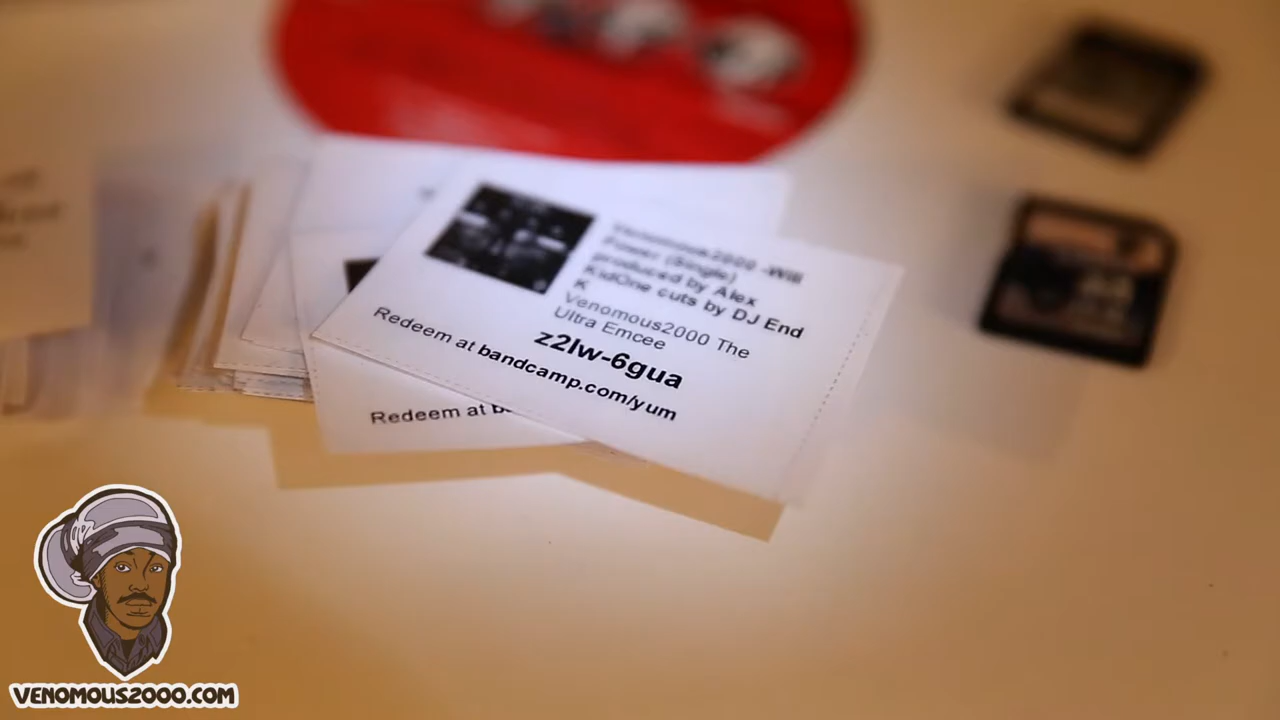 Venomous2000 -Will
Power (Single)
produced by Alex
KidOne cuts by DJ End
K
Venomous2000 The
Ultra Emcee
z2lw-6gua
Redeem at bandcamp.com/yum
Redeem at b
VENOMOUS2000.COM